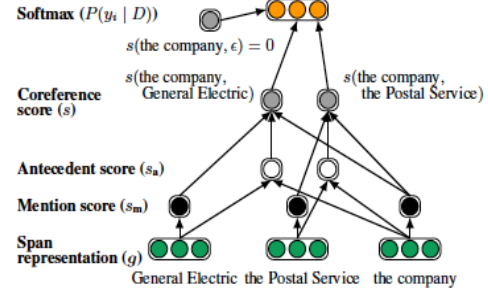 Softmax (P(yᵢ | D))
s(the company, ϵ) = 0
s(the company,
General Electric)
s(the company,
the Postal Service)
Coreference
score (s)
Antecedent score (sₐ)
Mention score (sₘ)
Span
representation (g)
General Electric the Postal Service the company